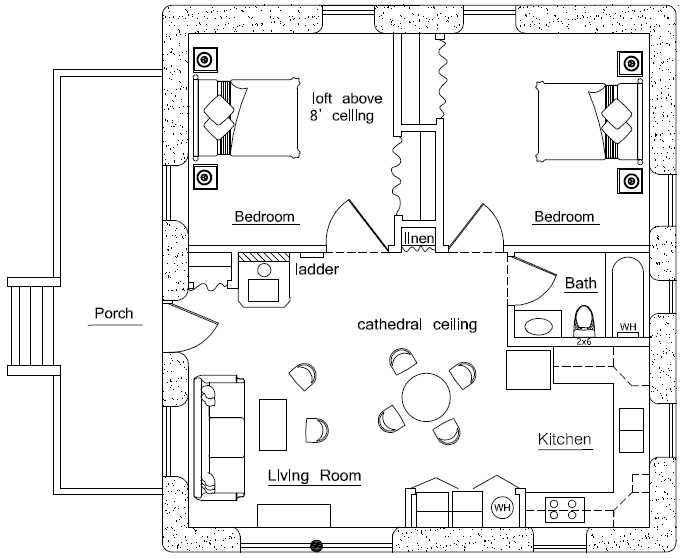 loft above
8' ceiling
Bedroom
Bedroom
linen
ladder
Bath
Porch
cathedral ceiling
WH
2x6
Kitchen
Living Room
WH